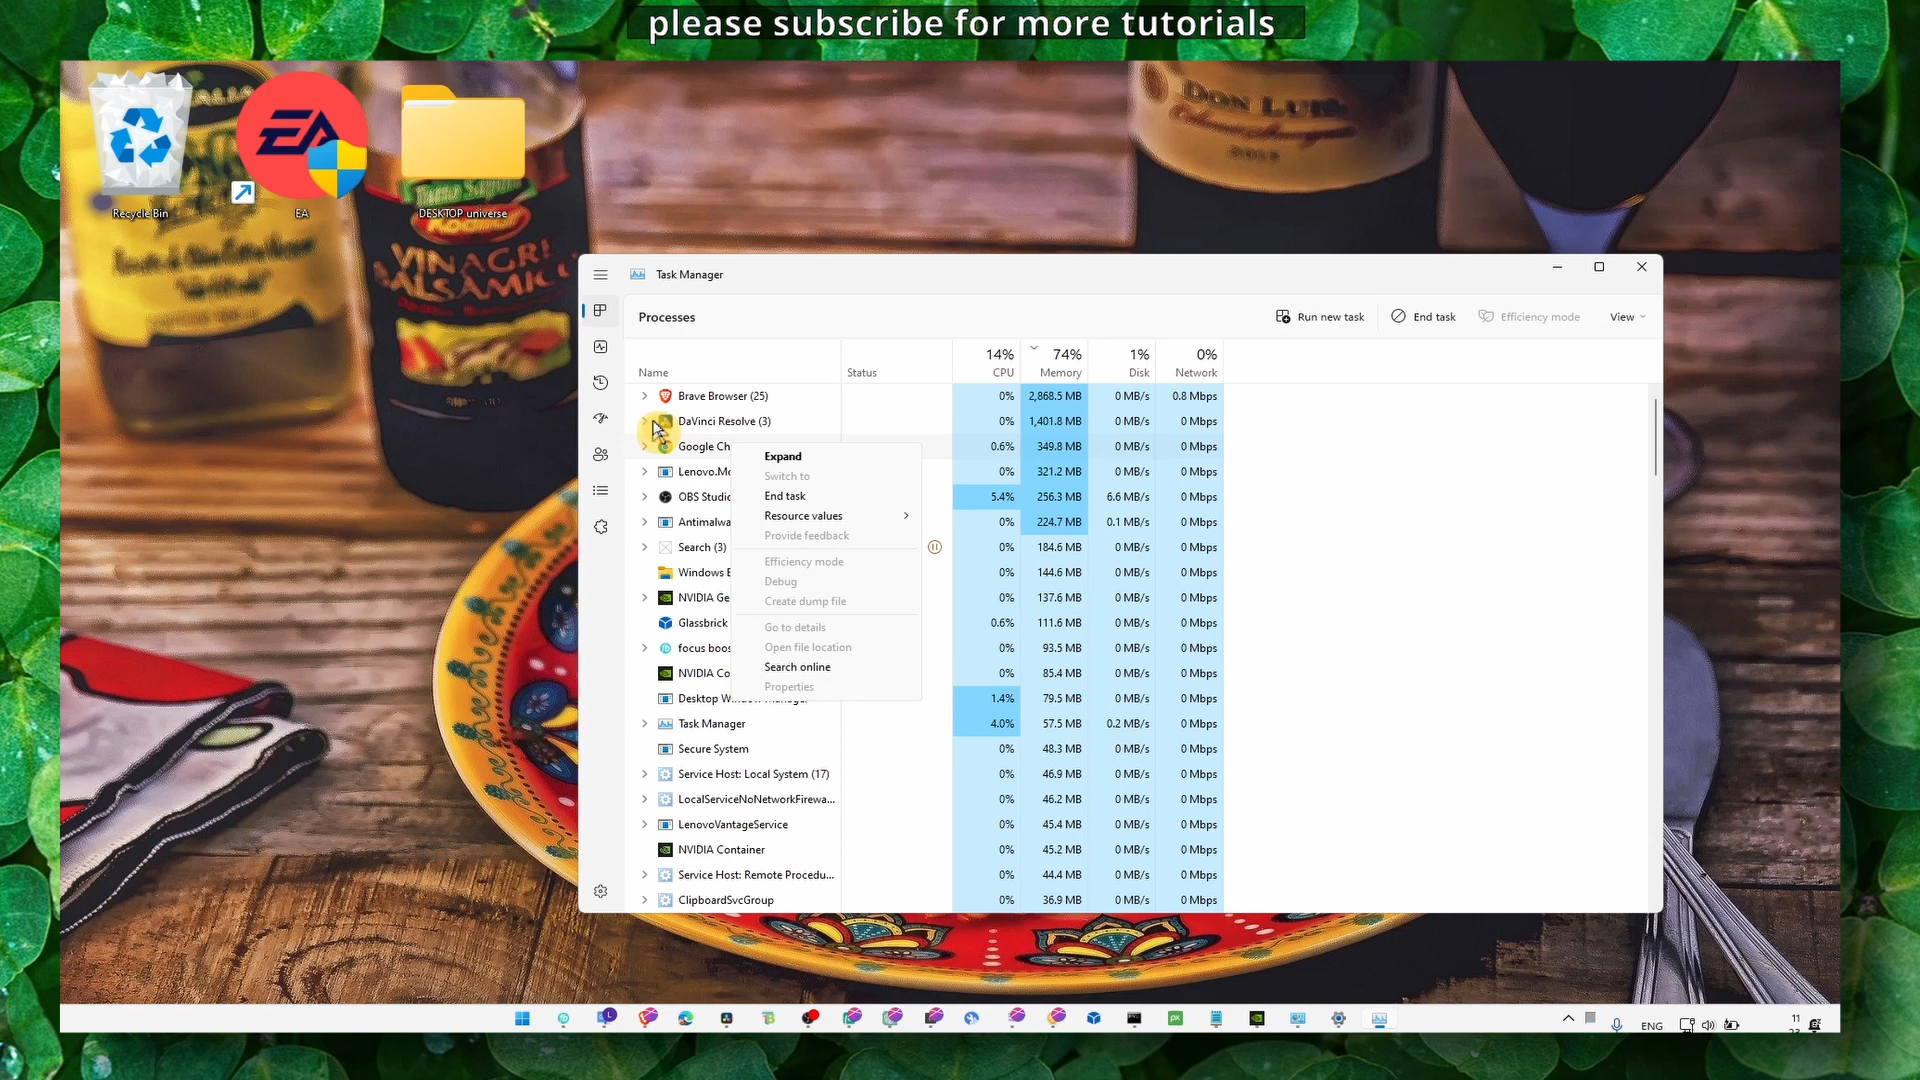 please subscribe for more tutorials
DON LUIS
2013
EA
Recycle Bin
EA
DESKTOP universe
VINAGRE
BALSAMIC
Task Manager
Processes
Run new task
End task
Efficiency mode
View
14%
74%
1%
0%
Name
Status
CPU
Memory
Disk
Network
Brave Browser (25)
0%
2,868.5 MB
0 MB/s
0.8 Mbps
DaVinci Resolve (3)
0%
1,401.8 MB
0 MB/s
0 Mbps
Google Ch
0.6%
349.8 MB
0 MB/s
0 Mbps
Lenovo.Mo
0%
321.2 MB
0 MB/s
0 Mbps
OBS Studio
5.4%
256.3 MB
6.6 MB/s
0 Mbps
Antimalwa
0%
224.7 MB
0.1 MB/s
0 Mbps
Search (3)
0%
184.6 MB
0 MB/s
0 Mbps
Windows E
0%
144.6 MB
0 MB/s
0 Mbps
NVIDIA Ge
0%
137.6 MB
0 MB/s
0 Mbps
Glassbrick
0.6%
111.6 MB
0 MB/s
0 Mbps
focus boos
0%
93.5 MB
0 MB/s
0 Mbps
NVIDIA Co
0%
85.4 MB
0 MB/s
0 Mbps
Desktop Window Manager
1.4%
79.5 MB
0 MB/s
0 Mbps
Task Manager
4.0%
57.5 MB
0.2 MB/s
0 Mbps
Secure System
0%
48.3 MB
0 MB/s
0 Mbps
Service Host: Local System (17)
0%
46.9 MB
0 MB/s
0 Mbps
LocalServiceNoNetworkFirewa...
0%
46.2 MB
0 MB/s
0 Mbps
LenovoVantageService
0%
45.4 MB
0 MB/s
0 Mbps
NVIDIA Container
0%
45.2 MB
0 MB/s
0 Mbps
Service Host: Remote Procedu...
0%
44.4 MB
0 MB/s
0 Mbps
ClipboardSvcGroup
0%
36.9 MB
0 MB/s
0 Mbps
Expand
Switch to
End task
Resource values
Provide feedback
Efficiency mode
Debug
Create dump file
Go to details
Open file location
Search online
Properties
ENG
11